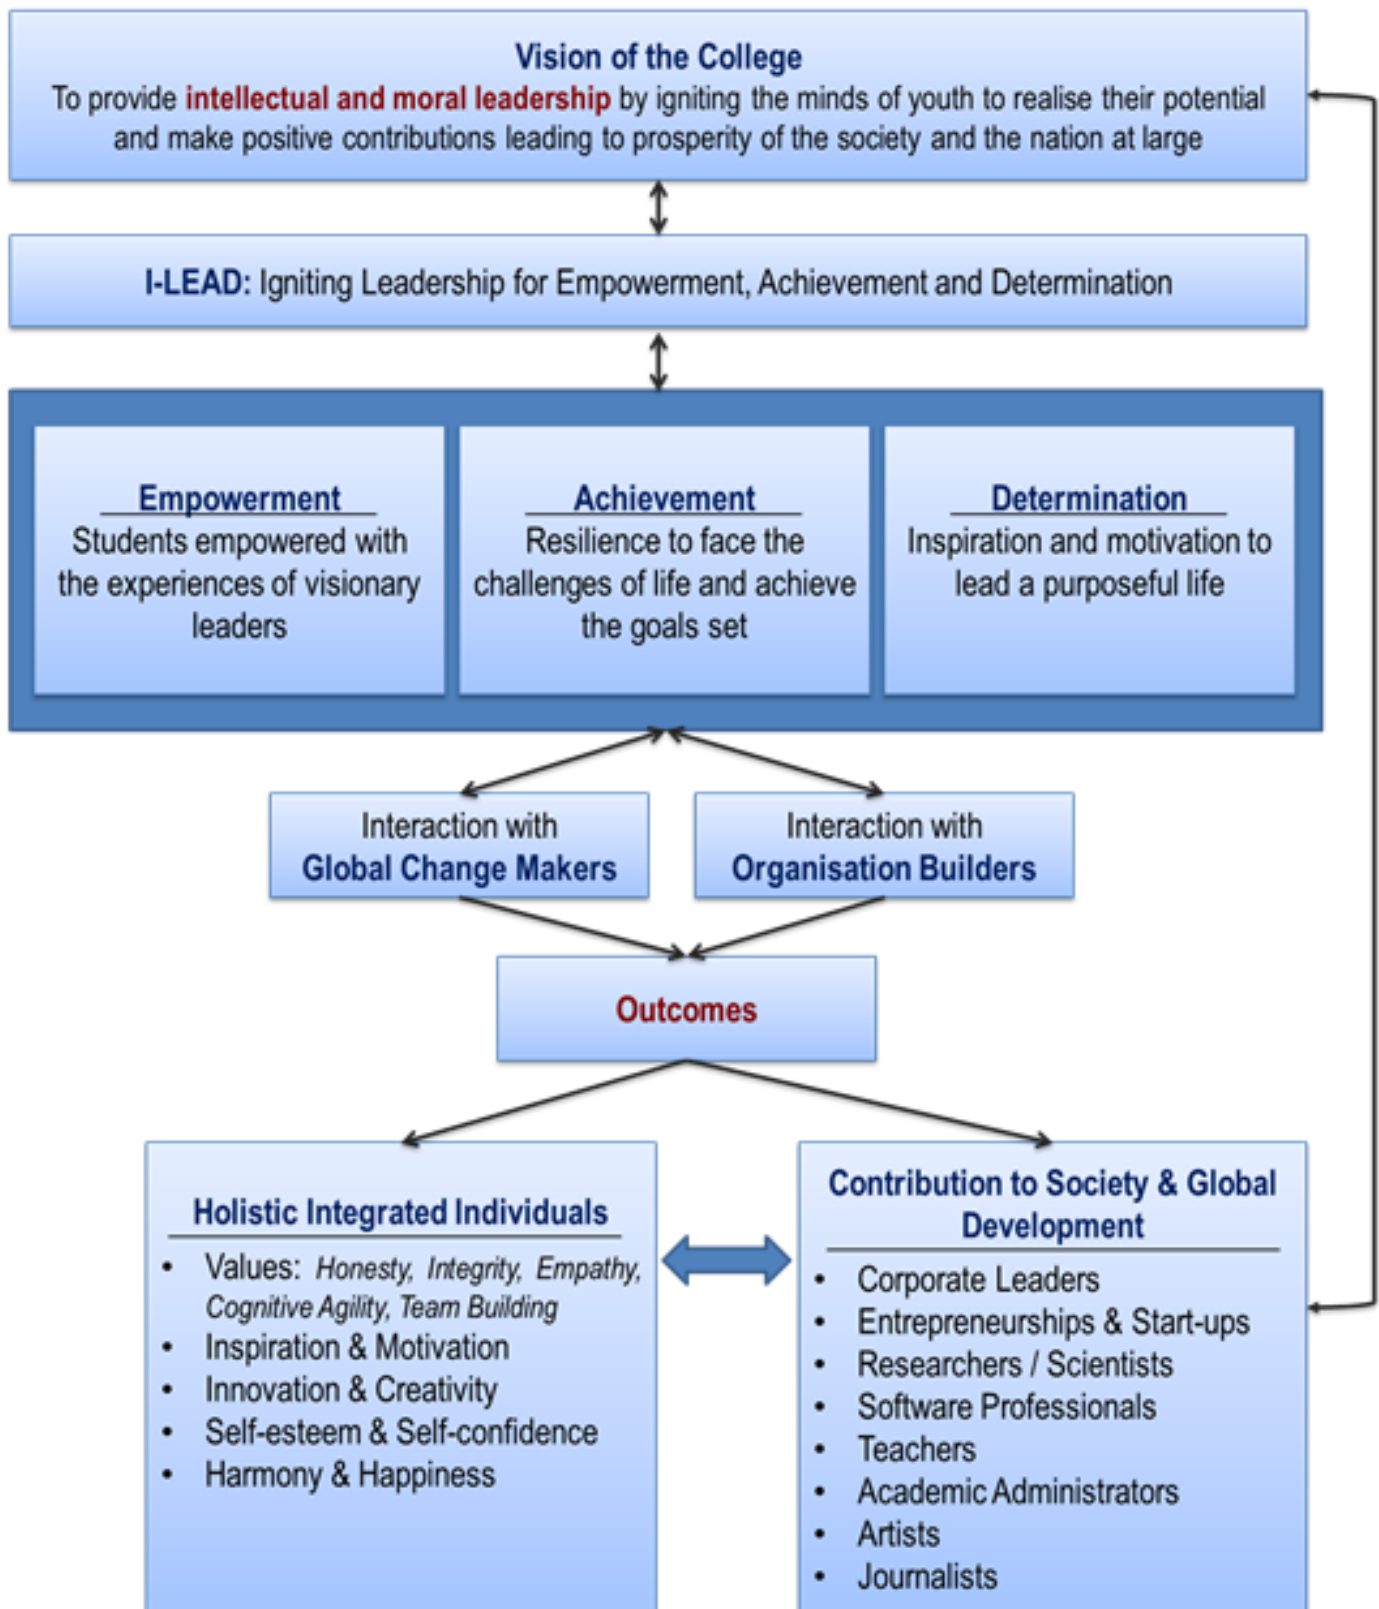 Vision of the College
To provide intellectual and moral leadership by igniting the minds of youth to realise their potential
and make positive contributions leading to prosperity of the society and the nation at large
I-LEAD: Igniting Leadership for Empowerment, Achievement and Determination
Empowerment
Students empowered with
the experiences of visionary
leaders
Achievement
Resilience to face the
challenges of life and achieve
the goals set
Determination
Inspiration and motivation to
lead a purposeful life
Interaction with
Global Change Makers
Interaction with
Organisation Builders
Outcomes
Holistic Integrated Individuals
• Values: Honesty, Integrity, Empathy,
Cognitive Agility, Team Building
• Inspiration & Motivation
• Innovation & Creativity
• Self-esteem & Self-confidence
• Harmony & Happiness
Contribution to Society & Global
Development
• Corporate Leaders
• Entrepreneurships & Start-ups
• Researchers / Scientists
• Software Professionals
• Teachers
• Academic Administrators
• Artists
• Journalists